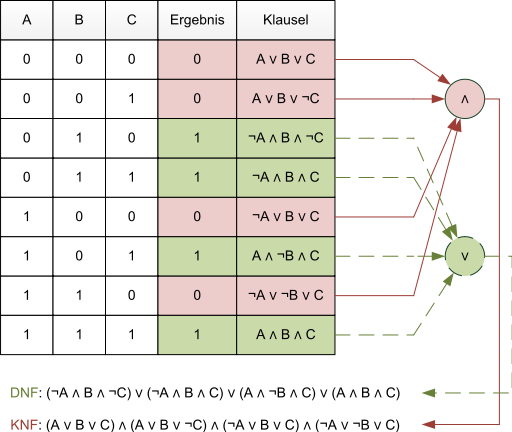 A B C Ergebnis Klausel
0 0 0 0 A ∨ B ∨ C
0 0 1 0 A ∨ B ∨ ¬C
0 1 0 1 ¬A ∧ B ∧ ¬C
0 1 1 1 ¬A ∧ B ∧ C
1 0 0 0 ¬A ∨ B ∨ C
1 0 1 1 A ∧ ¬B ∧ C
1 1 0 0 ¬A ∨ ¬B ∨ C
1 1 1 1 A ∧ B ∧ C
∧
∨
DNF: (¬A ∧ B ∧ ¬C) ∨ (¬A ∧ B ∧ C) ∨ (A ∧ ¬B ∧ C) ∨ (A ∧ B ∧ C)
KNF: (A ∨ B ∨ C) ∧ (A ∨ B ∨ ¬C) ∧ (¬A ∨ B ∨ C) ∧ (¬A ∨ ¬B ∨ C)